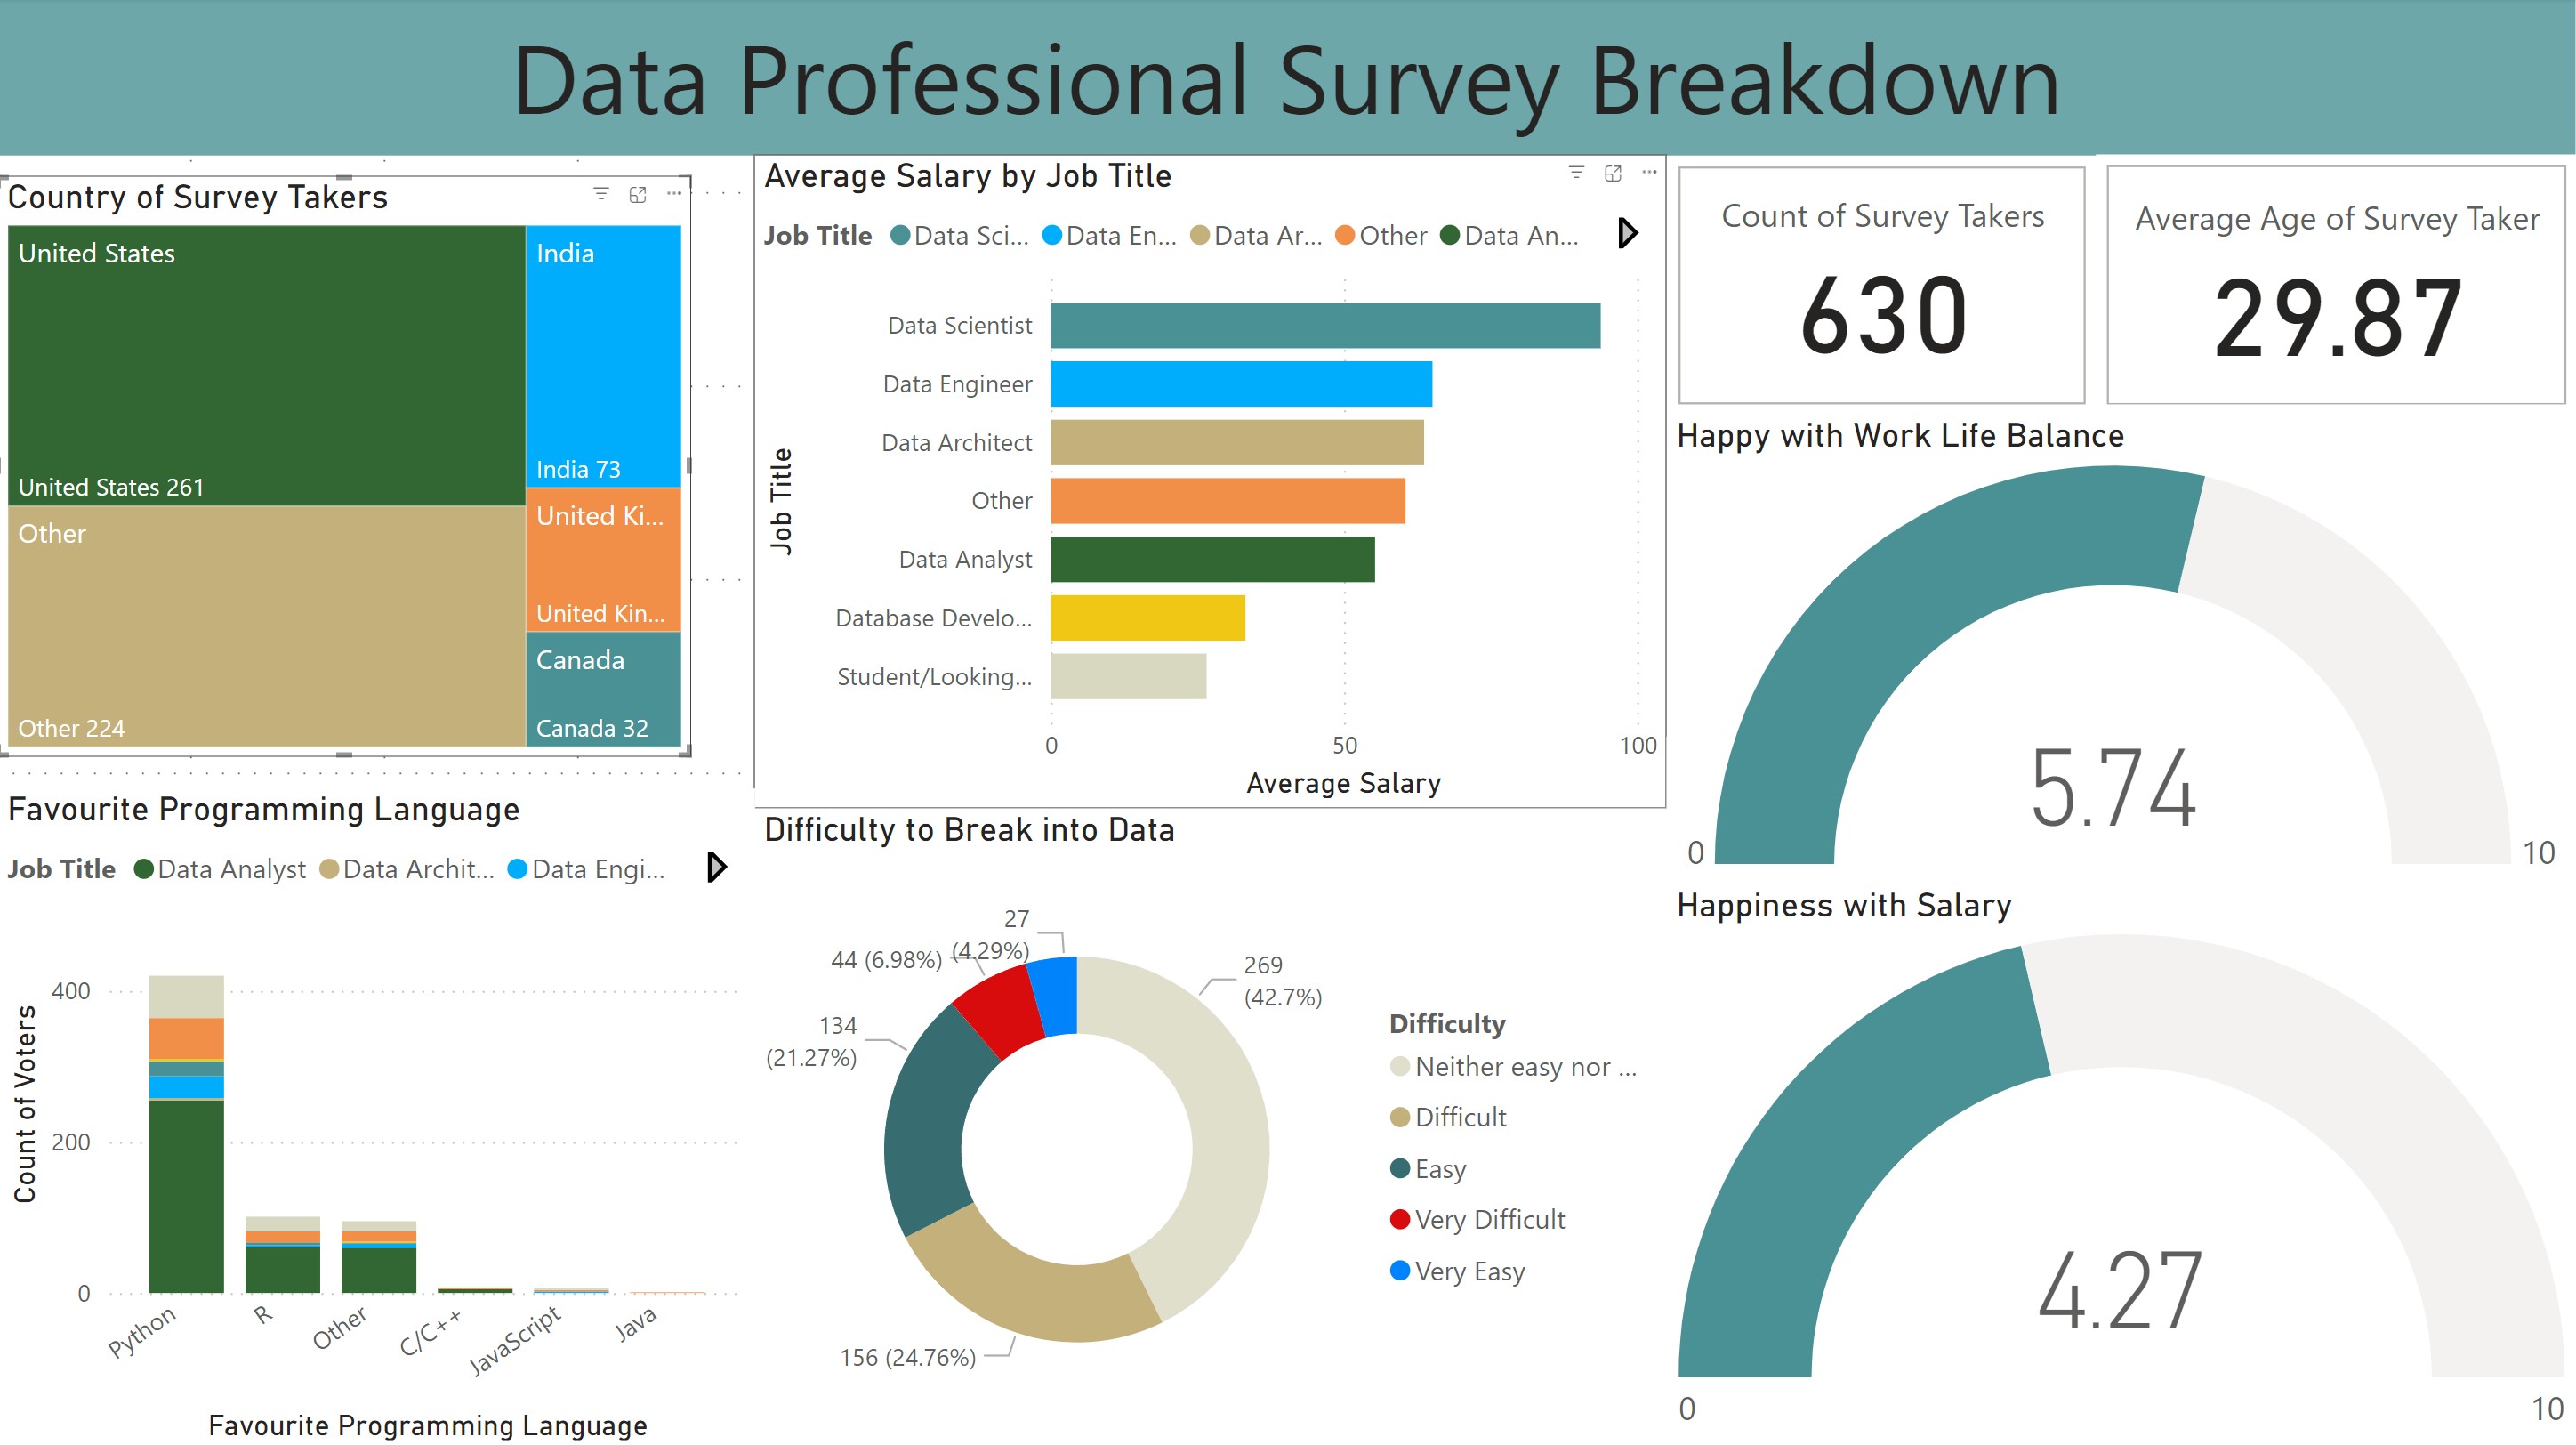 Data Professional Survey Breakdown
Country of Survey Takers
United States
United States 261
Other
Other 224
India
India 73
United Ki...
United Kin...
Canada
Canada 32
Average Salary by Job Title
Job Title Data Sci... Data En... Data Ar... Other Data An...
Job Title
Data Scientist
Data Engineer
Data Architect
Other
Data Analyst
Database Develo...
Student/Looking...
0 50 100
Average Salary
Count of Survey Takers
630
Average Age of Survey Taker
29.87
Happy with Work Life Balance
5.74
0 10
Favourite Programming Language
Job Title Data Analyst Data Archit... Data Engi...
Count of Voters
400
200
0
Python R Other C/C++ JavaScript Java
Favourite Programming Language
Difficulty to Break into Data
27
(4.29%)
44 (6.98%)
269
(42.7%)
134
(21.27%)
156 (24.76%)
Difficulty
Neither easy nor ...
Difficult
Easy
Very Difficult
Very Easy
Happiness with Salary
4.27
0 10